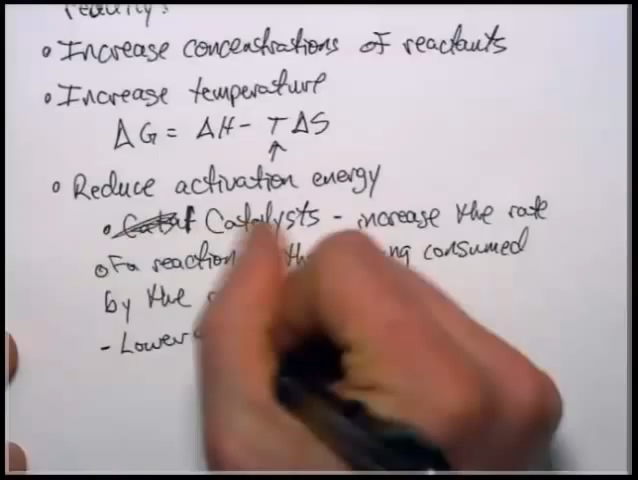 • Increase concentrations of reactants
• Increase temperature
ΔG = ΔH - TΔS
↑
• Reduce activation energy
• Catalysts - increase the rate
of a reaction consumed
by the
- Lower